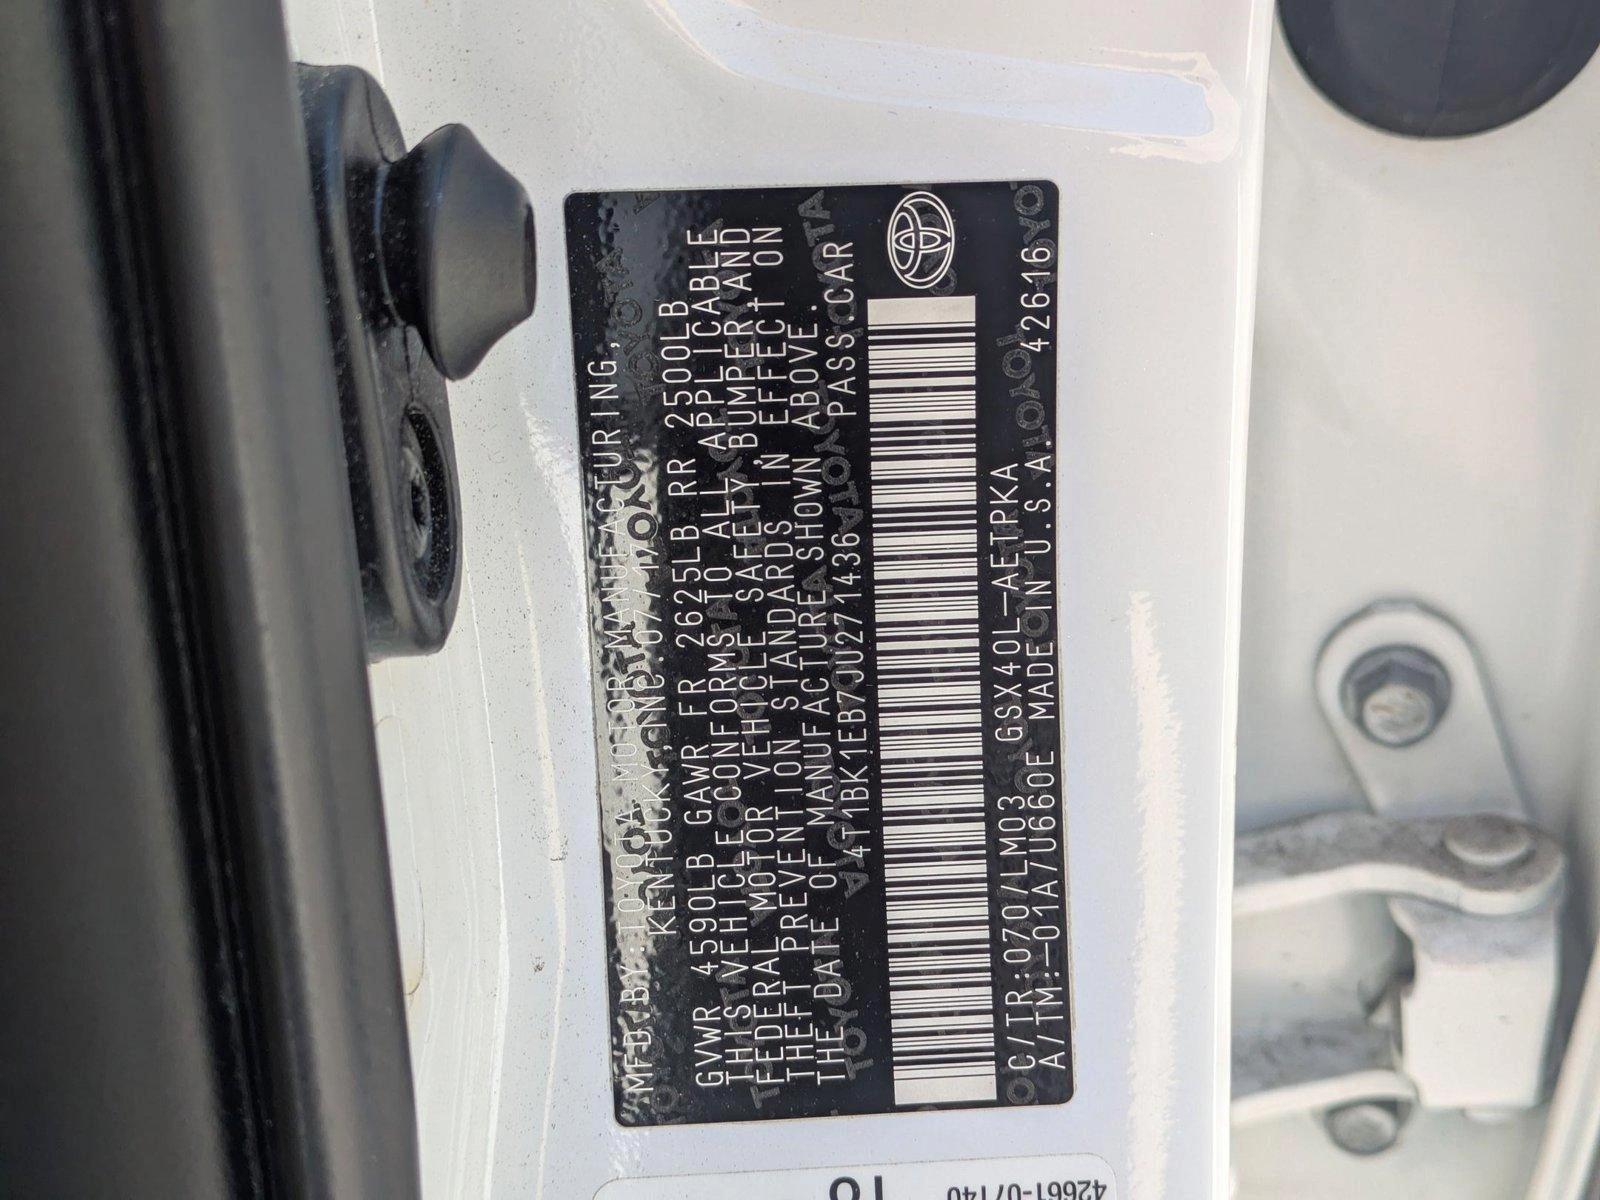 MFD BY: TOYOTA MOTOR MANUFACTURING,
KENTUCKY, INC.
GVWR 4590LB GAWR FR 2625LB RR 2500LB
THIS VEHICLE CONFORMS TO ALL APPLICABLE
FEDERAL MOTOR VEHICLE SAFETY, BUMPER, AND
THEFT PREVENTION STANDARDS IN EFFECT ON
THE DATE OF MANUFACTURE SHOWN ABOVE.
4T1BK1EB7JU271436 PASS.CAR
C/TR:070/LM03 GSX40L-AETRKA
A/TM:-01A/U660E MADE IN U.S.A. 42616
42661-07140